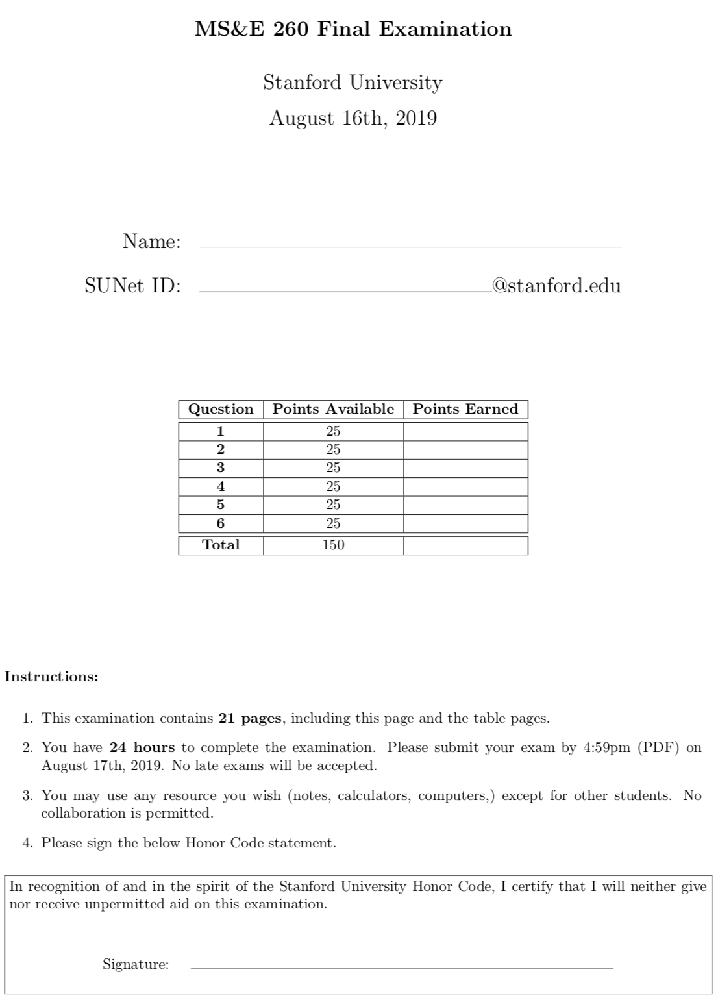 MS&E 260 Final Examination
Stanford University
August 16th, 2019
Name:
SUNet ID: @stanford.edu
Question Points Available Points Earned
1 25
2 25
3 25
4 25
5 25
6 25
Total 150
Instructions:
1. This examination contains 21 pages, including this page and the table pages.
2. You have 24 hours to complete the examination. Please submit your exam by 4:59pm (PDF) on
August 17th, 2019. No late exams will be accepted.
3. You may use any resource you wish (notes, calculators, computers,) except for other students. No
collaboration is permitted.
4. Please sign the below Honor Code statement.
In recognition of and in the spirit of the Stanford University Honor Code, I certify that I will neither give
nor receive unpermitted aid on this examination.
Signature: